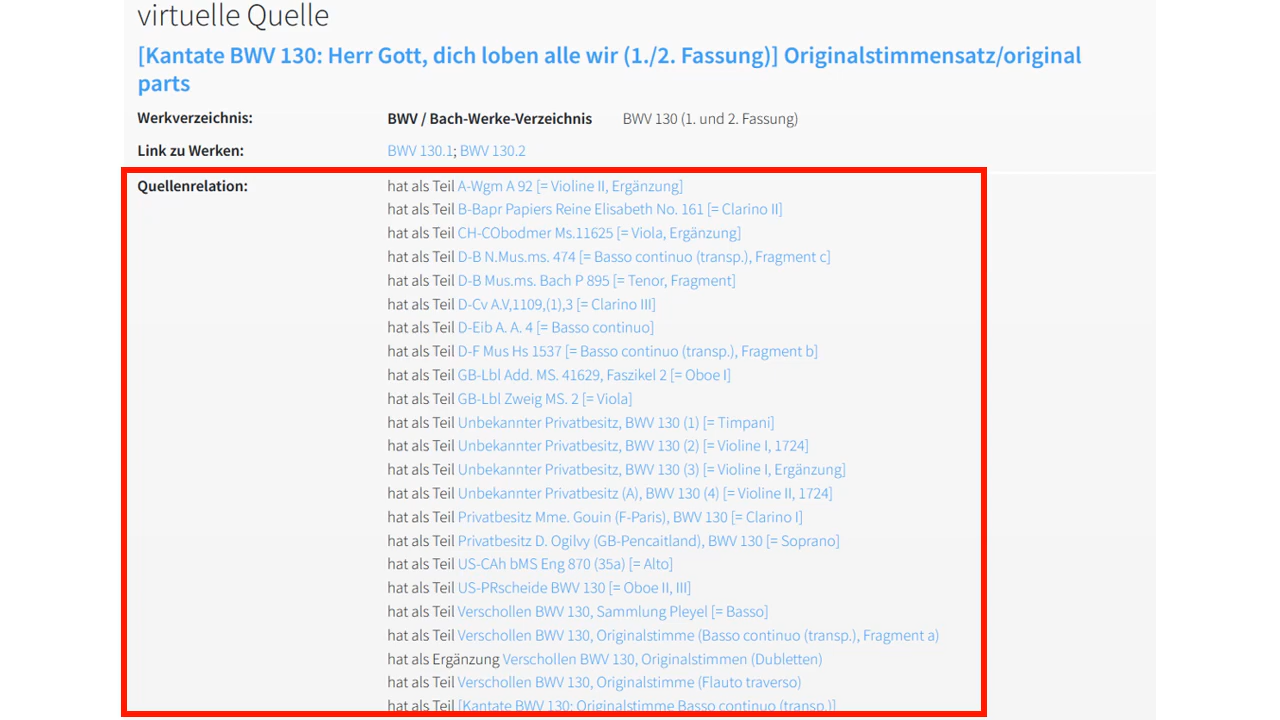 virtuelle Quelle
[Kantate BWV 130: Herr Gott, dich loben alle wir (1./2. Fassung)] Originalstimmensatz/original
parts
Werkverzeichnis: BWV / Bach-Werke-Verzeichnis BWV 130 (1. und 2. Fassung)
Link zu Werken: BWV 130.1; BWV 130.2
Quellenrelation: hat als Teil A-Wgm A 92 [= Violine II, Ergänzung]
hat als Teil B-Bapr Papiers Reine Elisabeth No. 161 [= Clarino II]
hat als Teil CH-CObodmer Ms.11625 [= Viola, Ergänzung]
hat als Teil D-B N.Mus.ms. 474 [= Basso continuo (transp.), Fragment c]
hat als Teil D-B Mus.ms. Bach P 895 [= Tenor, Fragment]
hat als Teil D-Cv A.V,1109,(1),3 [= Clarino III]
hat als Teil D-Eib A. A. 4 [= Basso continuo]
hat als Teil D-F Mus Hs 1537 [= Basso continuo (transp.), Fragment b]
hat als Teil GB-Lbl Add. MS. 41629, Faszikel 2 [= Oboe I]
hat als Teil GB-Lbl Zweig MS. 2 [= Viola]
hat als Teil Unbekannter Privatbesitz, BWV 130 (1) [= Timpani]
hat als Teil Unbekannter Privatbesitz, BWV 130 (2) [= Violine I, 1724]
hat als Teil Unbekannter Privatbesitz, BWV 130 (3) [= Violine I, Ergänzung]
hat als Teil Unbekannter Privatbesitz (A), BWV 130 (4) [= Violine II, 1724]
hat als Teil Privatbesitz Mme. Gouin (F-Paris), BWV 130 [= Clarino I]
hat als Teil Privatbesitz D. Ogilvy (GB-Pencaitland), BWV 130 [= Soprano]
hat als Teil US-CAh bMS Eng 870 (35a) [= Alto]
hat als Teil US-PRscheide BWV 130 [= Oboe II, III]
hat als Teil Verschollen BWV 130, Sammlung Pleyel [= Basso]
hat als Teil Verschollen BWV 130, Originalstimme (Basso continuo (transp.), Fragment a)
hat als Ergänzung Verschollen BWV 130, Originalstimmen (Dubletten)
hat als Teil Verschollen BWV 130, Originalstimme (Flauto traverso)
hat als Teil [Kantate BWV 130: Originalstimme Basso continuo (transp.)]